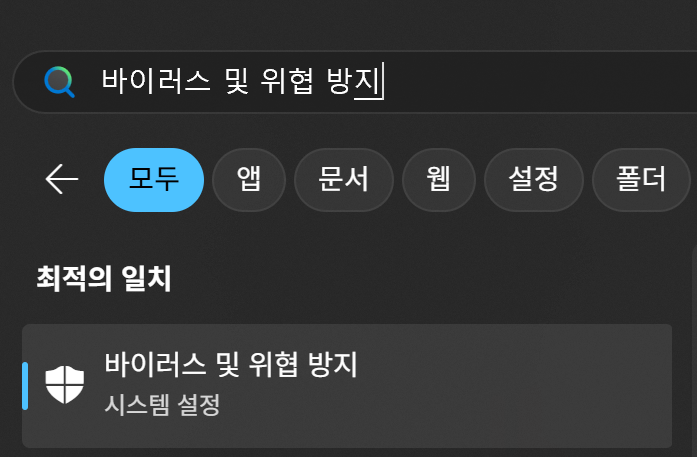 바이러스 및 위협 방지
모두 앱 문서 웹 설정 폴더
최적의 일치
바이러스 및 위협 방지
시스템 설정